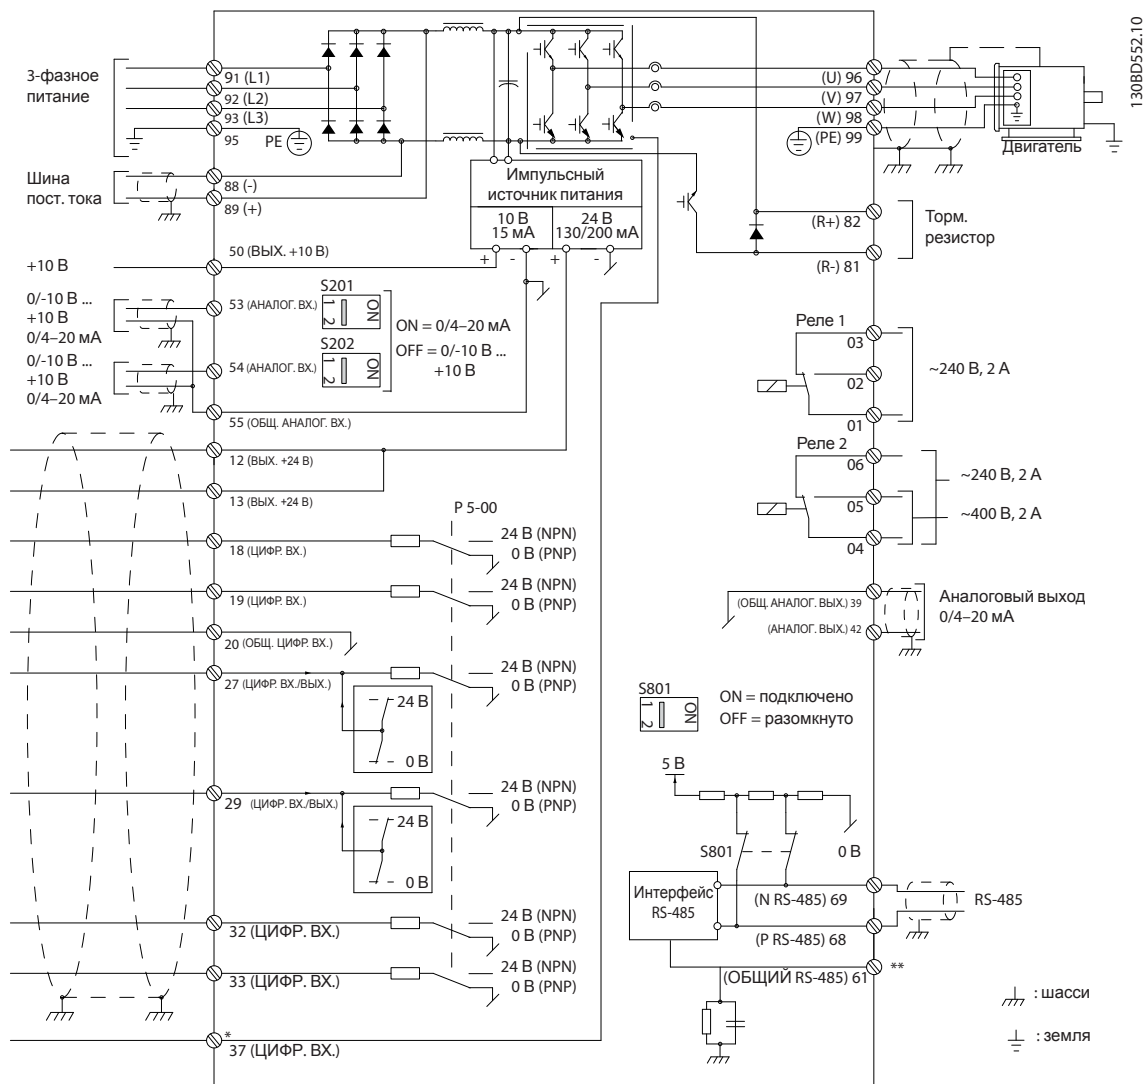 130BD552.10
3-фазное
питание
91 (L1)
92 (L2)
93 (L3)
95
PE
Шина
пост. тока
88 (-)
89 (+)
+10 В
50 (ВЫХ. +10 В)
0/-10 В ...
+10 В
0/4–20 мА
53 (АНАЛОГ. ВХ.)
0/-10 В ...
+10 В
0/4–20 мА
54 (АНАЛОГ. ВХ.)
55 (ОБЩ. АНАЛОГ. ВХ.)
12 (ВЫХ. +24 В)
13 (ВЫХ. +24 В)
18 (ЦИФР. ВХ.)
19 (ЦИФР. ВХ.)
20 (ОБЩ. ЦИФР. ВХ.)
27 (ЦИФР. ВХ./ВЫХ.)
24 В
0 В
29 (ЦИФР. ВХ./ВЫХ.)
24 В
0 В
32 (ЦИФР. ВХ.)
33 (ЦИФР. ВХ.)
*
37 (ЦИФР. ВХ.)
Импульсный
источник питания
10 В
15 мА
24 В
130/200 мА
+ - + -
S201
1 2 ON
S202
1 2 ON
ON = 0/4–20 мА
OFF = 0/-10 В ...
+10 В
P 5-00
24 В (NPN)
0 В (PNP)
24 В (NPN)
0 В (PNP)
24 В (NPN)
0 В (PNP)
24 В (NPN)
0 В (PNP)
24 В (NPN)
0 В (PNP)
24 В (NPN)
0 В (PNP)
(U) 96
(V) 97
(W) 98
(PE) 99
Двигатель
(R+) 82
(R-) 81
Торм.
резистор
Реле 1
03
02
01
~240 В, 2 А
Реле 2
06
05
04
~240 В, 2 А
~400 В, 2 А
(ОБЩ. АНАЛОГ. ВЫХ.) 39
(АНАЛОГ. ВЫХ.) 42
Аналоговый выход
0/4–20 мА
S801
1 2 ON
ON = подключено
OFF = разомкнуто
5 В
S801
0 В
Интерфейс
RS-485
(N RS-485) 69
(P RS-485) 68
RS-485
(ОБЩИЙ RS-485) 61
**
: шасси
: земля